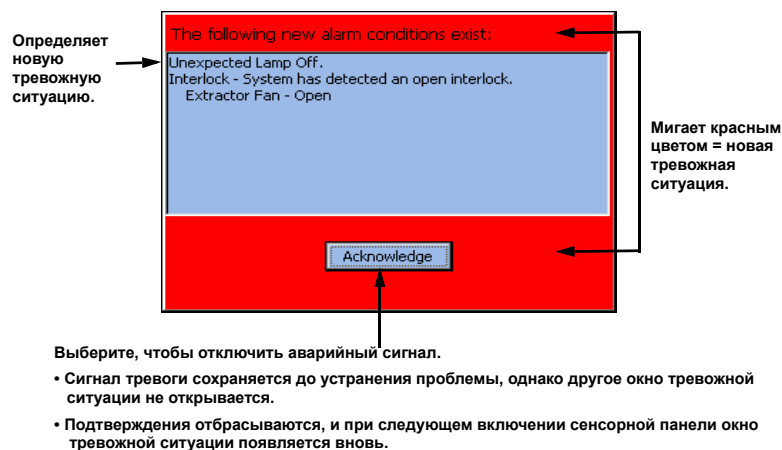 Определяет
новую
тревожную
ситуацию.
The following new alarm conditions exist:
Unexpected Lamp Off.
Interlock - System has detected an open interlock.
Extractor Fan - Open
Мигает красным
цветом = новая
тревожная
ситуация.
Acknowledge
Выберите, чтобы отключить аварийный сигнал.
• Сигнал тревоги сохраняется до устранения проблемы, однако другое окно тревожной
ситуации не открывается.
• Подтверждения отбрасываются, и при следующем включении сенсорной панели окно
тревожной ситуации появляется вновь.